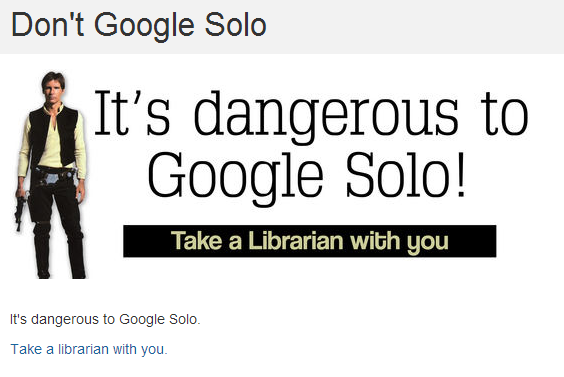 Don't Google Solo
It's dangerous to
Google Solo!
Take a Librarian with you
It's dangerous to Google Solo.
Take a librarian with you.